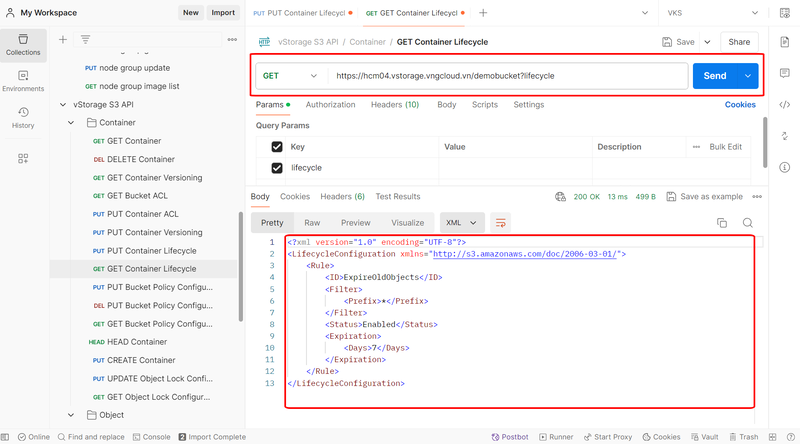 My Workspace
New
Import
PUT Container Lifecycl
GET Container Lifecycl
VKS
Collections
Environments
History
PUT node group update
GET node group image list
vStorage S3 API
Container
GET GET Container
DEL DELETE Container
GET GET Container Versioning
GET GET Bucket ACL
PUT PUT Container ACL
PUT PUT Container Versioning
PUT PUT Container Lifecycle
GET GET Container Lifecycle
PUT PUT Bucket Policy Configu...
DEL PUT Bucket Policy Configu...
GET GET Bucket Policy Configu...
HEAD HEAD Container
PUT CREATE Container
PUT UPDATE Object Lock Confi...
GET GET Object Lock Configur...
Object
HTTP vStorage S3 API / Container / GET Container Lifecycle
Save
Share
GET
https://hcm04.vstorage.vngcloud.vn/demobucket?lifecycle
Send
Params
Authorization
Headers (10)
Body
Scripts
Settings
Cookies
Query Params
Key
Value
Description
Bulk Edit
lifecycle
Body
Cookies
Headers (6)
Test Results
200 OK
13 ms
499 B
Save as example
Pretty
Raw
Preview
Visualize
XML
1 <?xml version="1.0" encoding="UTF-8"?>
2 <LifecycleConfiguration xmlns="http://s3.amazonaws.com/doc/2006-03-01/">
3 <Rule>
4 <ID>ExpireOldObjects</ID>
5 <Filter>
6 <Prefix>*</Prefix>
7 </Filter>
8 <Status>Enabled</Status>
9 <Expiration>
10 <Days>7</Days>
11 </Expiration>
12 </Rule>
13 </LifecycleConfiguration>
Online
Find and replace
Console
Import Complete
Postbot
Runner
Start Proxy
Cookies
Vault
Trash